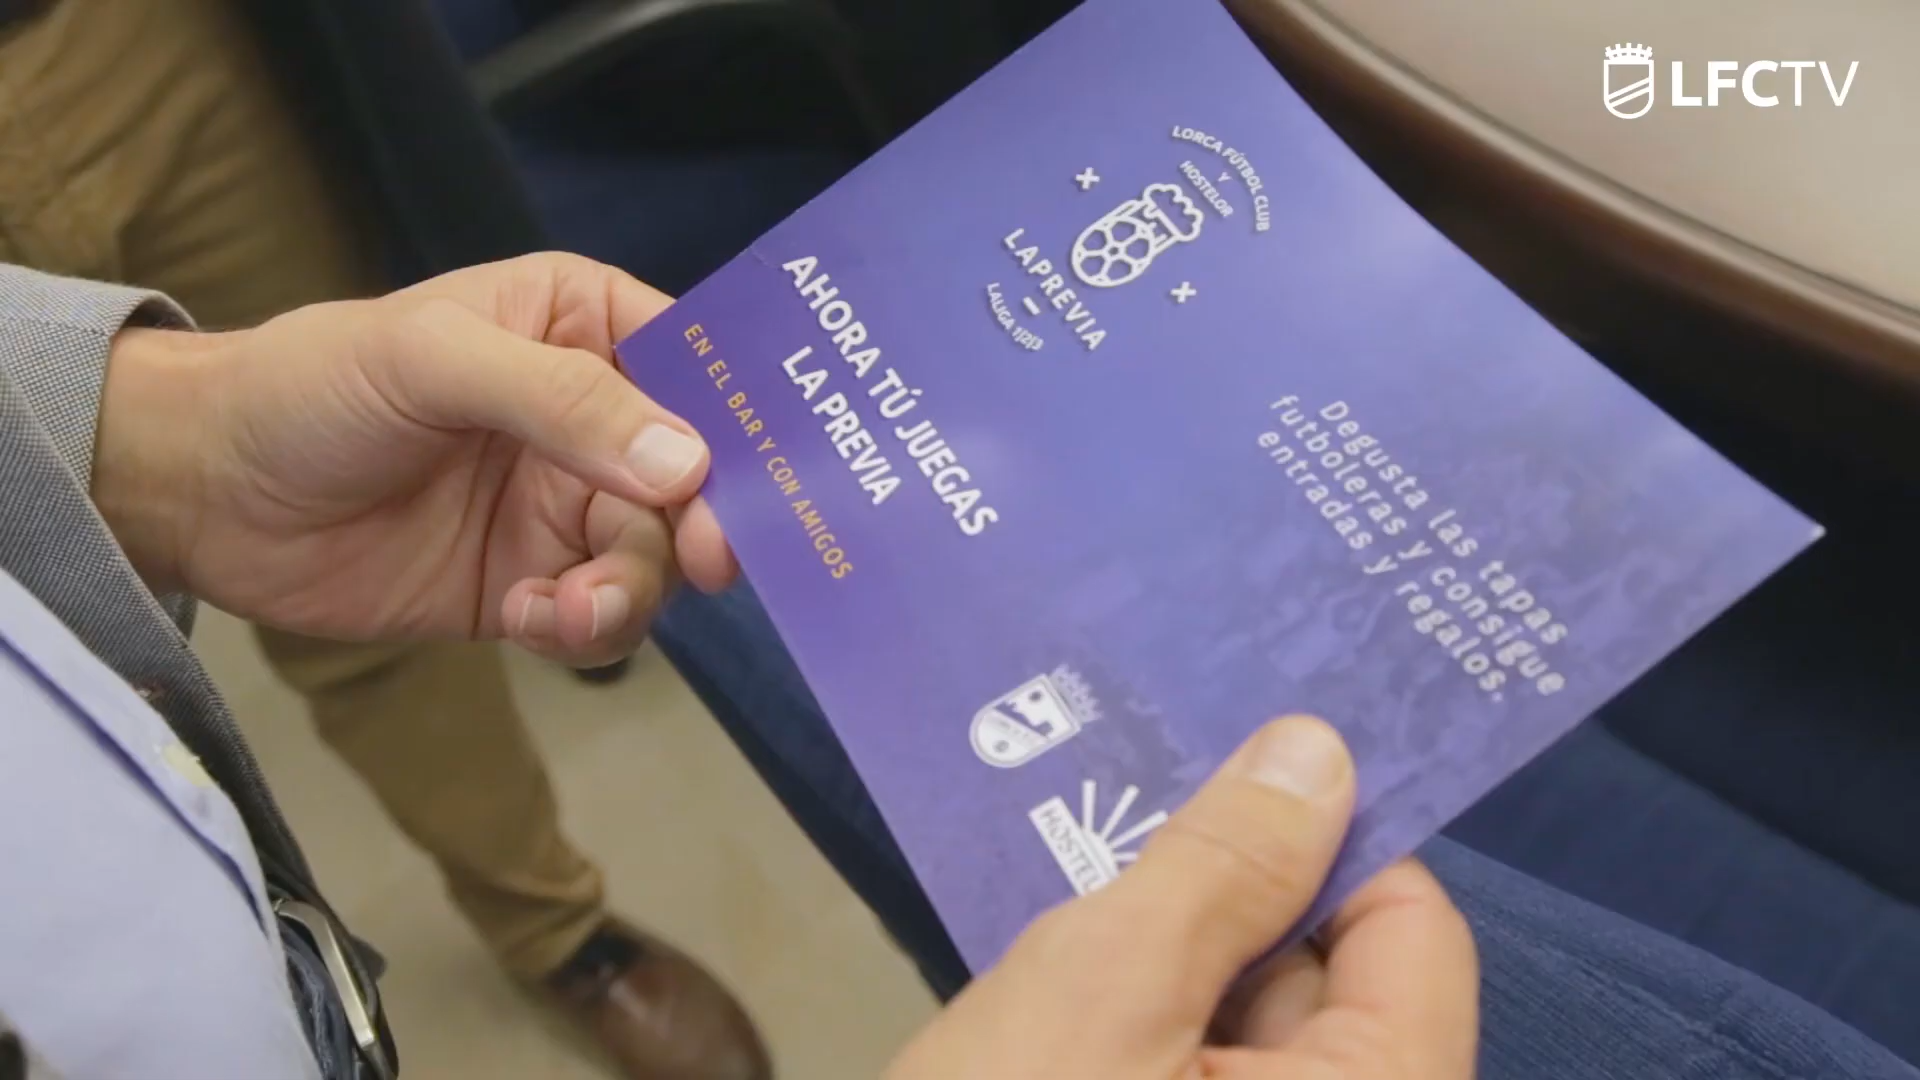 LFCTV
LORCA FÚTBOL CLUB
Y
HOSTELOR
LAPREVIA
LALIGA 1|2|3
AHORA TÚ JUEGAS
LA PREVIA
EN EL BAR Y CON AMIGOS
Degusta las tapas
futboleras y consigue
entradas y regalos.